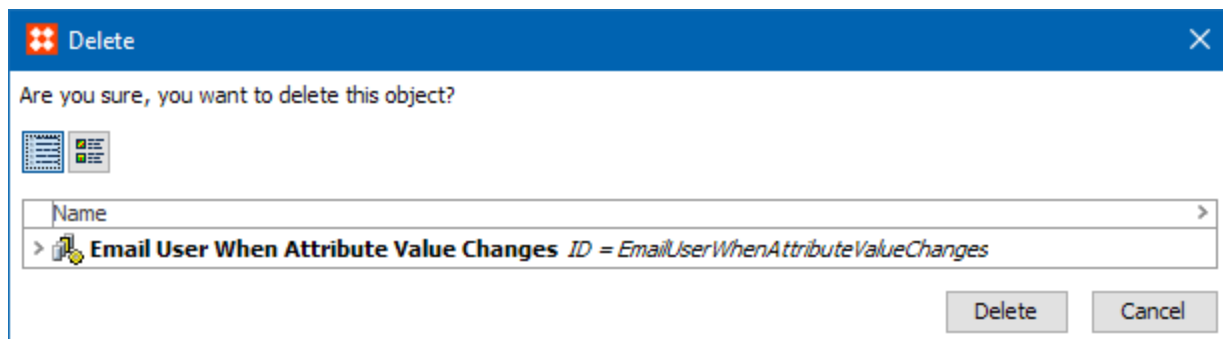 Delete
Are you sure, you want to delete this object?
Name
Email User When Attribute Value Changes ID = EmailUserWhenAttributeValueChanges
Delete Cancel